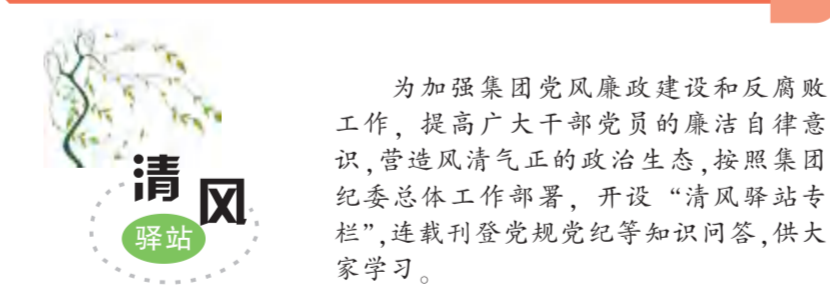 清风
驿站
为加强集团党风廉政建设和反腐败
工作，提高广大干部党员的廉洁自律意
识,营造风清气正的政治生态,按照集团
纪委总体工作部署，开设“清风驿站专
栏”,连载刊登党规党纪等知识问答,供大
家学习。